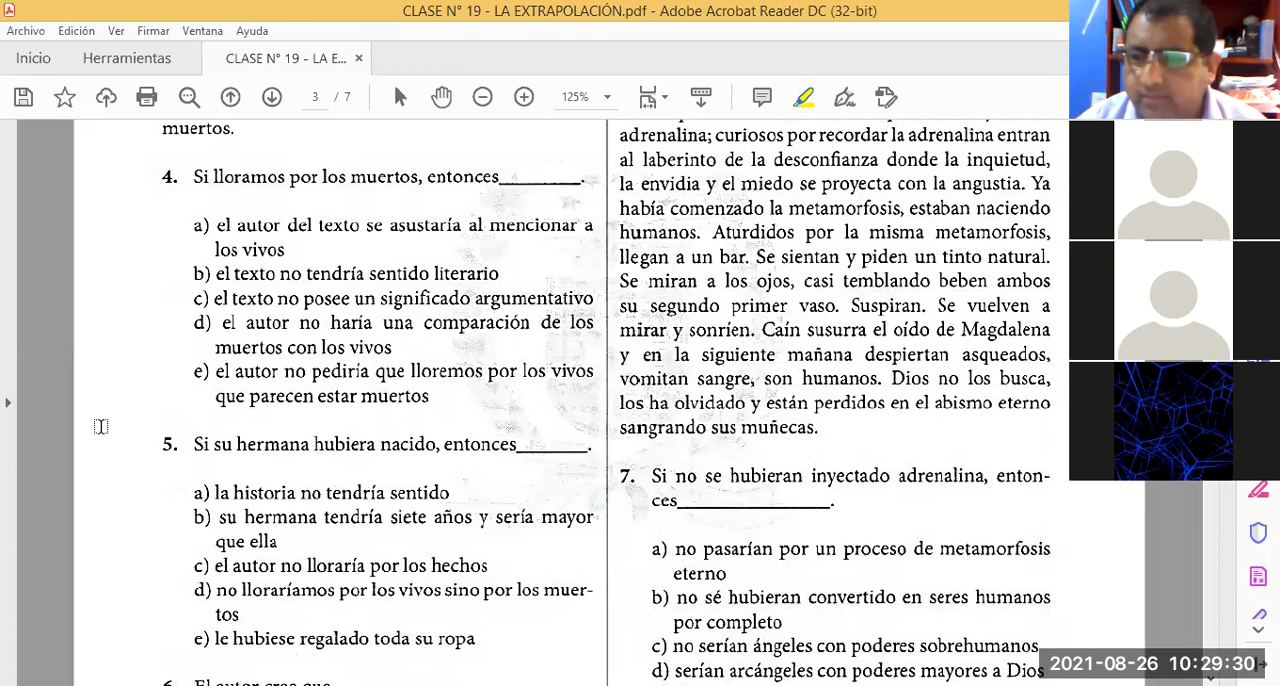 CLASE N° 19 - LA EXTRAPOLACIÓN.pdf - Adobe Acrobat Reader DC (32-bit)
Archivo Edición Ver Firmar Ventana Ayuda
Inicio Herramientas CLASE N° 19 - LA E... ×
3 / 7 125%
muertos.
4. Si lloramos por los muertos, entonces_________.
a) el autor del texto se asustaría al mencionar a
los vivos
b) el texto no tendría sentido literario
c) el texto no posee un significado argumentativo
d) el autor no haría una comparación de los
muertos con los vivos
e) el autor no pediría que lloremos por los vivos
que parecen estar muertos
5. Si su hermana hubiera nacido, entonces________.
a) la historia no tendría sentido
b) su hermana tendría siete años y sería mayor
que ella
c) el autor no lloraría por los hechos
d) no lloraríamos por los vivos sino por los muer-
tos
e) le hubiese regalado toda su ropa
6. El autor cree que
adrenalina; curiosos por recordar la adrenalina entran
al laberinto de la desconfianza donde la inquietud,
la envidia y el miedo se proyecta con la angustia. Ya
había comenzado la metamorfosis, estaban naciendo
humanos. Aturdidos por la misma metamorfosis,
llegan a un bar. Se sientan y piden un tinto natural.
Se miran a los ojos, casi temblando beben ambos
su segundo primer vaso. Suspiran. Se vuelven a
mirar y sonríen. Caín susurra el oído de Magdalena
y en la siguiente mañana despiertan asqueados,
vomitan sangre, son humanos. Dios no los busca,
los ha olvidado y están perdidos en el abismo eterno
sangrando sus muñecas.
7. Si no se hubieran inyectado adrenalina, enton-
ces_________________.
a) no pasarían por un proceso de metamorfosis
eterno
b) no sé hubieran convertido en seres humanos
por completo
c) no serían ángeles con poderes sobrehumanos
d) serían arcángeles con poderes mayores a Dios
2021-08-26 10:29:30